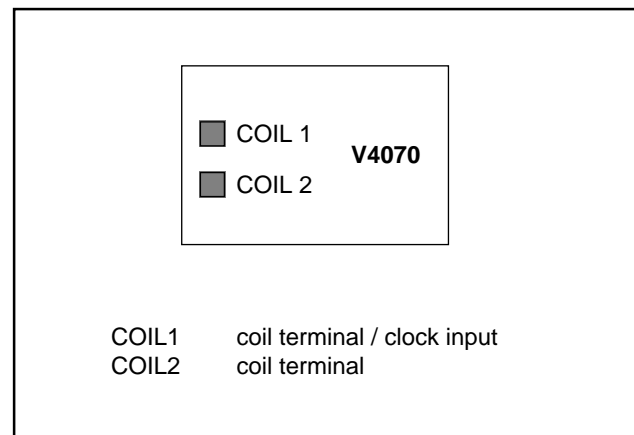 COIL 1
V4070
COIL 2
COIL1 coil terminal / clock input
COIL2 coil terminal